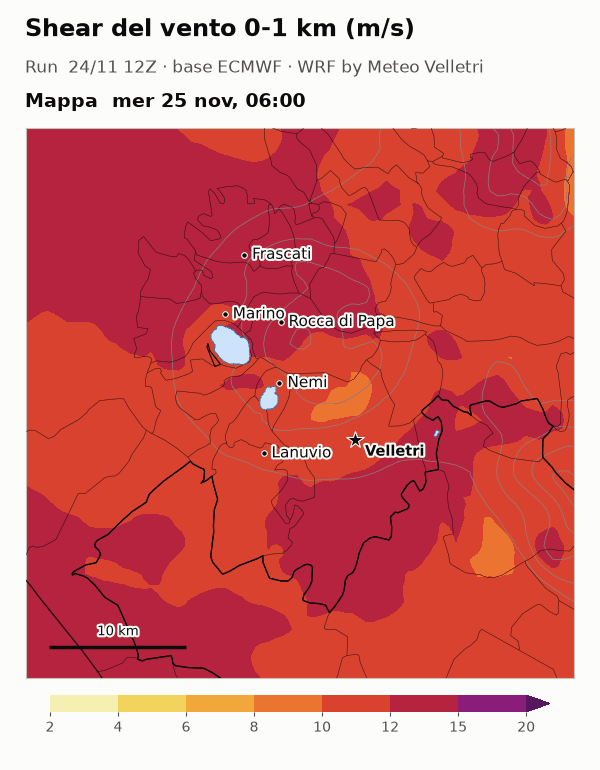 Shear del vento 0-1 km (m/s)
Run  24/11 12Z · base ECMWF · WRF by Meteo Velletri
Mappa  mer 25 nov, 06:00
Frascati
Marino
Rocca di Papa
Nemi
Velletri
Lanuvio
10 km
2 4 6 8 10 12 15 20